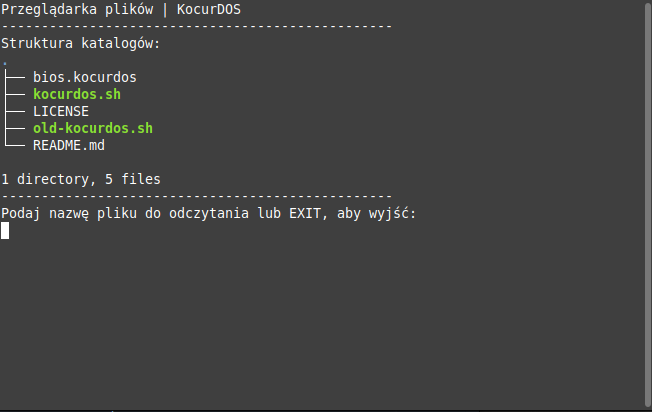 Przeglądarka plików | KocurDOS
-------------------------------------------------
Struktura katalogów:
.
├── bios.kocurdos
├── kocurdos.sh
├── LICENSE
├── old-kocurdos.sh
└── README.md
1 directory, 5 files
-------------------------------------------------
Podaj nazwę pliku do odczytania lub EXIT, aby wyjść: